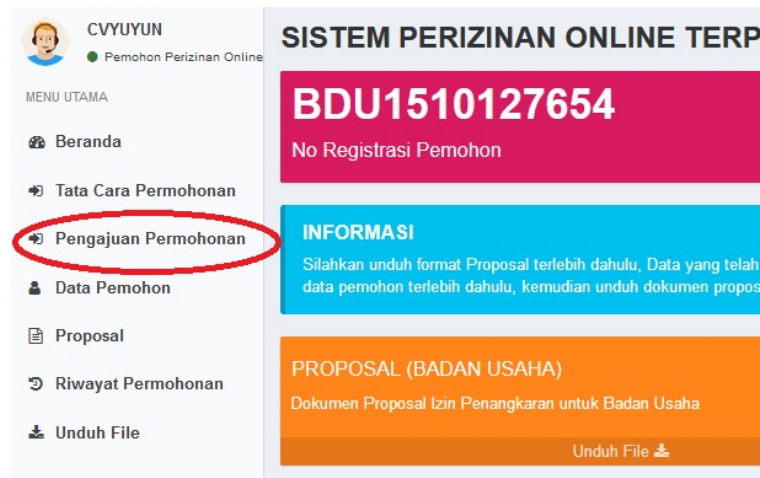 CVYUYUN
Pemohon Perizinan Online
MENU UTAMA
Beranda
Tata Cara Permohonan
Pengajuan Permohonan
Data Pemohon
Proposal
Riwayat Permohonan
Unduh File
SISTEM PERIZINAN ONLINE TERP
BDU1510127654
No Registrasi Pemohon
INFORMASI
Silahkan unduh format Proposal terlebih dahulu, Data yang telah
data pemohon terlebih dahulu, kemudian unduh dokumen propos
PROPOSAL (BADAN USAHA)
Dokumen Proposal Izin Penangkaran untuk Badan Usaha
Unduh File